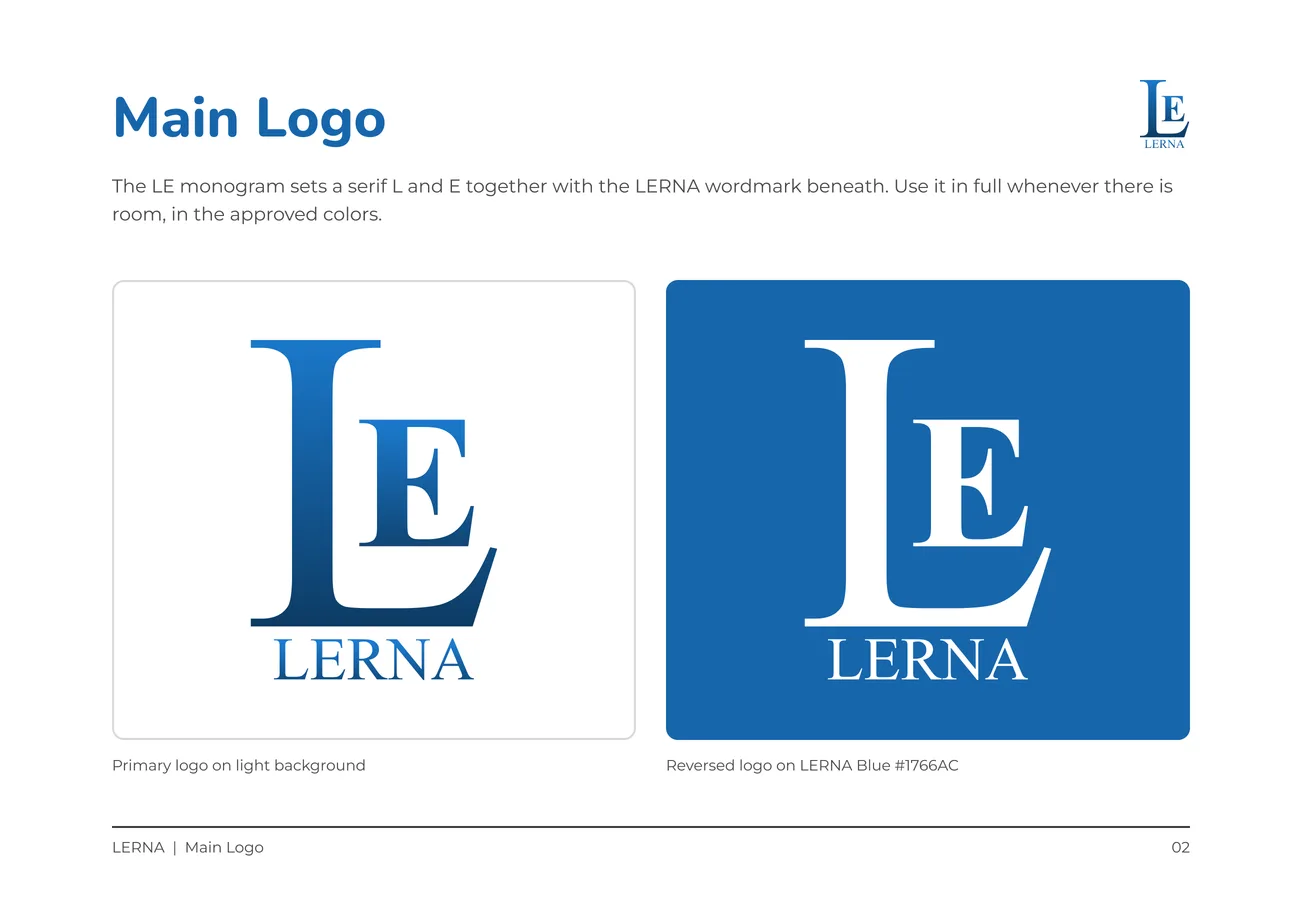 Main Logo
LE
LERNA
The LE monogram sets a serif L and E together with the LERNA wordmark beneath. Use it in full whenever there is
room, in the approved colors.
LE
LERNA
LE
LERNA
Primary logo on light background
Reversed logo on LERNA Blue #1766AC
LERNA | Main Logo
02